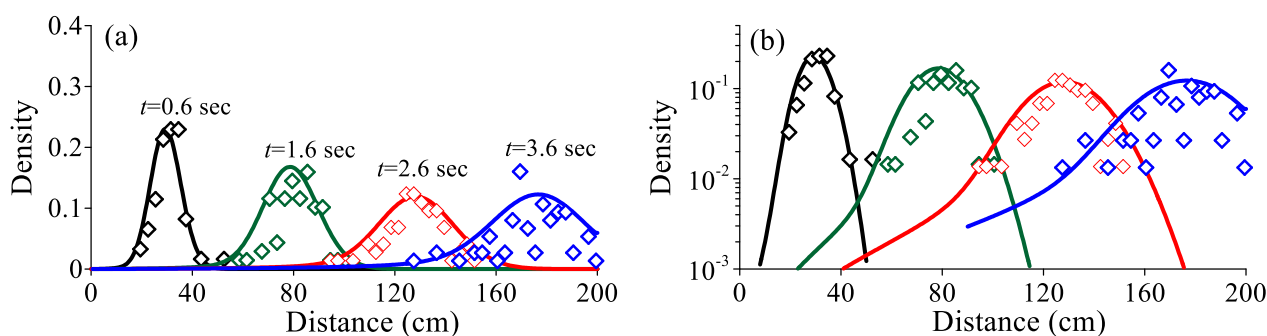 (a)
Density
0.4
0.3
0.2
0.1
0
t=0.6 sec
t=1.6 sec
t=2.6 sec
t=3.6 sec
0 40 80 120 160 200
Distance (cm)
(b)
Density
10-1
10-2
10-3
0 40 80 120 160 200
Distance (cm)